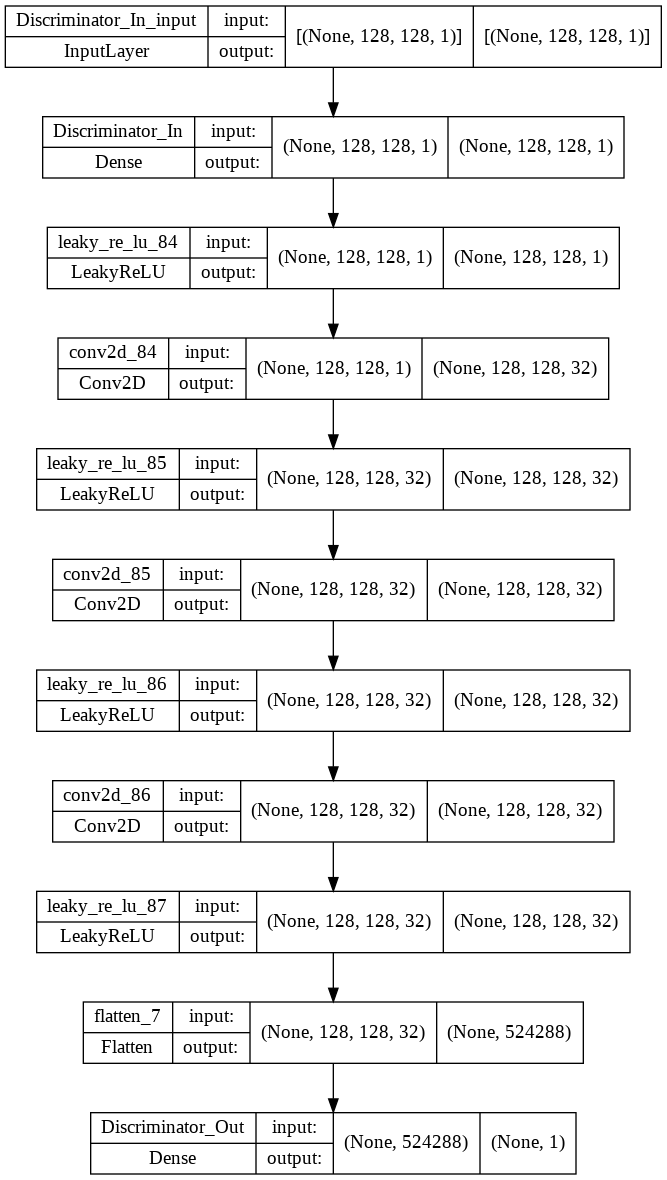 Discriminator_In_input input: [(None, 128, 128, 1)] [(None, 128, 128, 1)]
InputLayer output:
Discriminator_In input: (None, 128, 128, 1) (None, 128, 128, 1)
Dense output:
leaky_re_lu_84 input: (None, 128, 128, 1) (None, 128, 128, 1)
LeakyReLU output:
conv2d_84 input: (None, 128, 128, 1) (None, 128, 128, 32)
Conv2D output:
leaky_re_lu_85 input: (None, 128, 128, 32) (None, 128, 128, 32)
LeakyReLU output:
conv2d_85 input: (None, 128, 128, 32) (None, 128, 128, 32)
Conv2D output:
leaky_re_lu_86 input: (None, 128, 128, 32) (None, 128, 128, 32)
LeakyReLU output:
conv2d_86 input: (None, 128, 128, 32) (None, 128, 128, 32)
Conv2D output:
leaky_re_lu_87 input: (None, 128, 128, 32) (None, 128, 128, 32)
LeakyReLU output:
flatten_7 input: (None, 128, 128, 32) (None, 524288)
Flatten output:
Discriminator_Out input: (None, 524288) (None, 1)
Dense output: